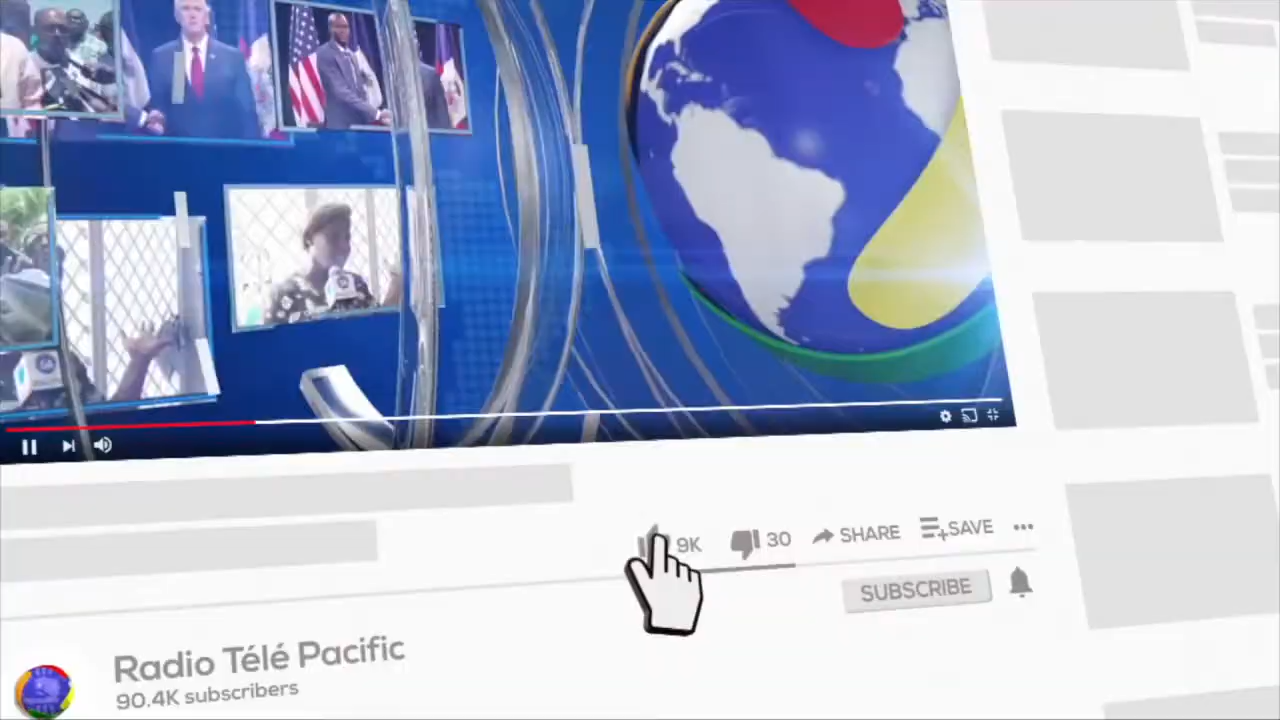 9K
30
SHARE
SAVE
SUBSCRIBE
Radio Télé Pacific
90.4K subscribers